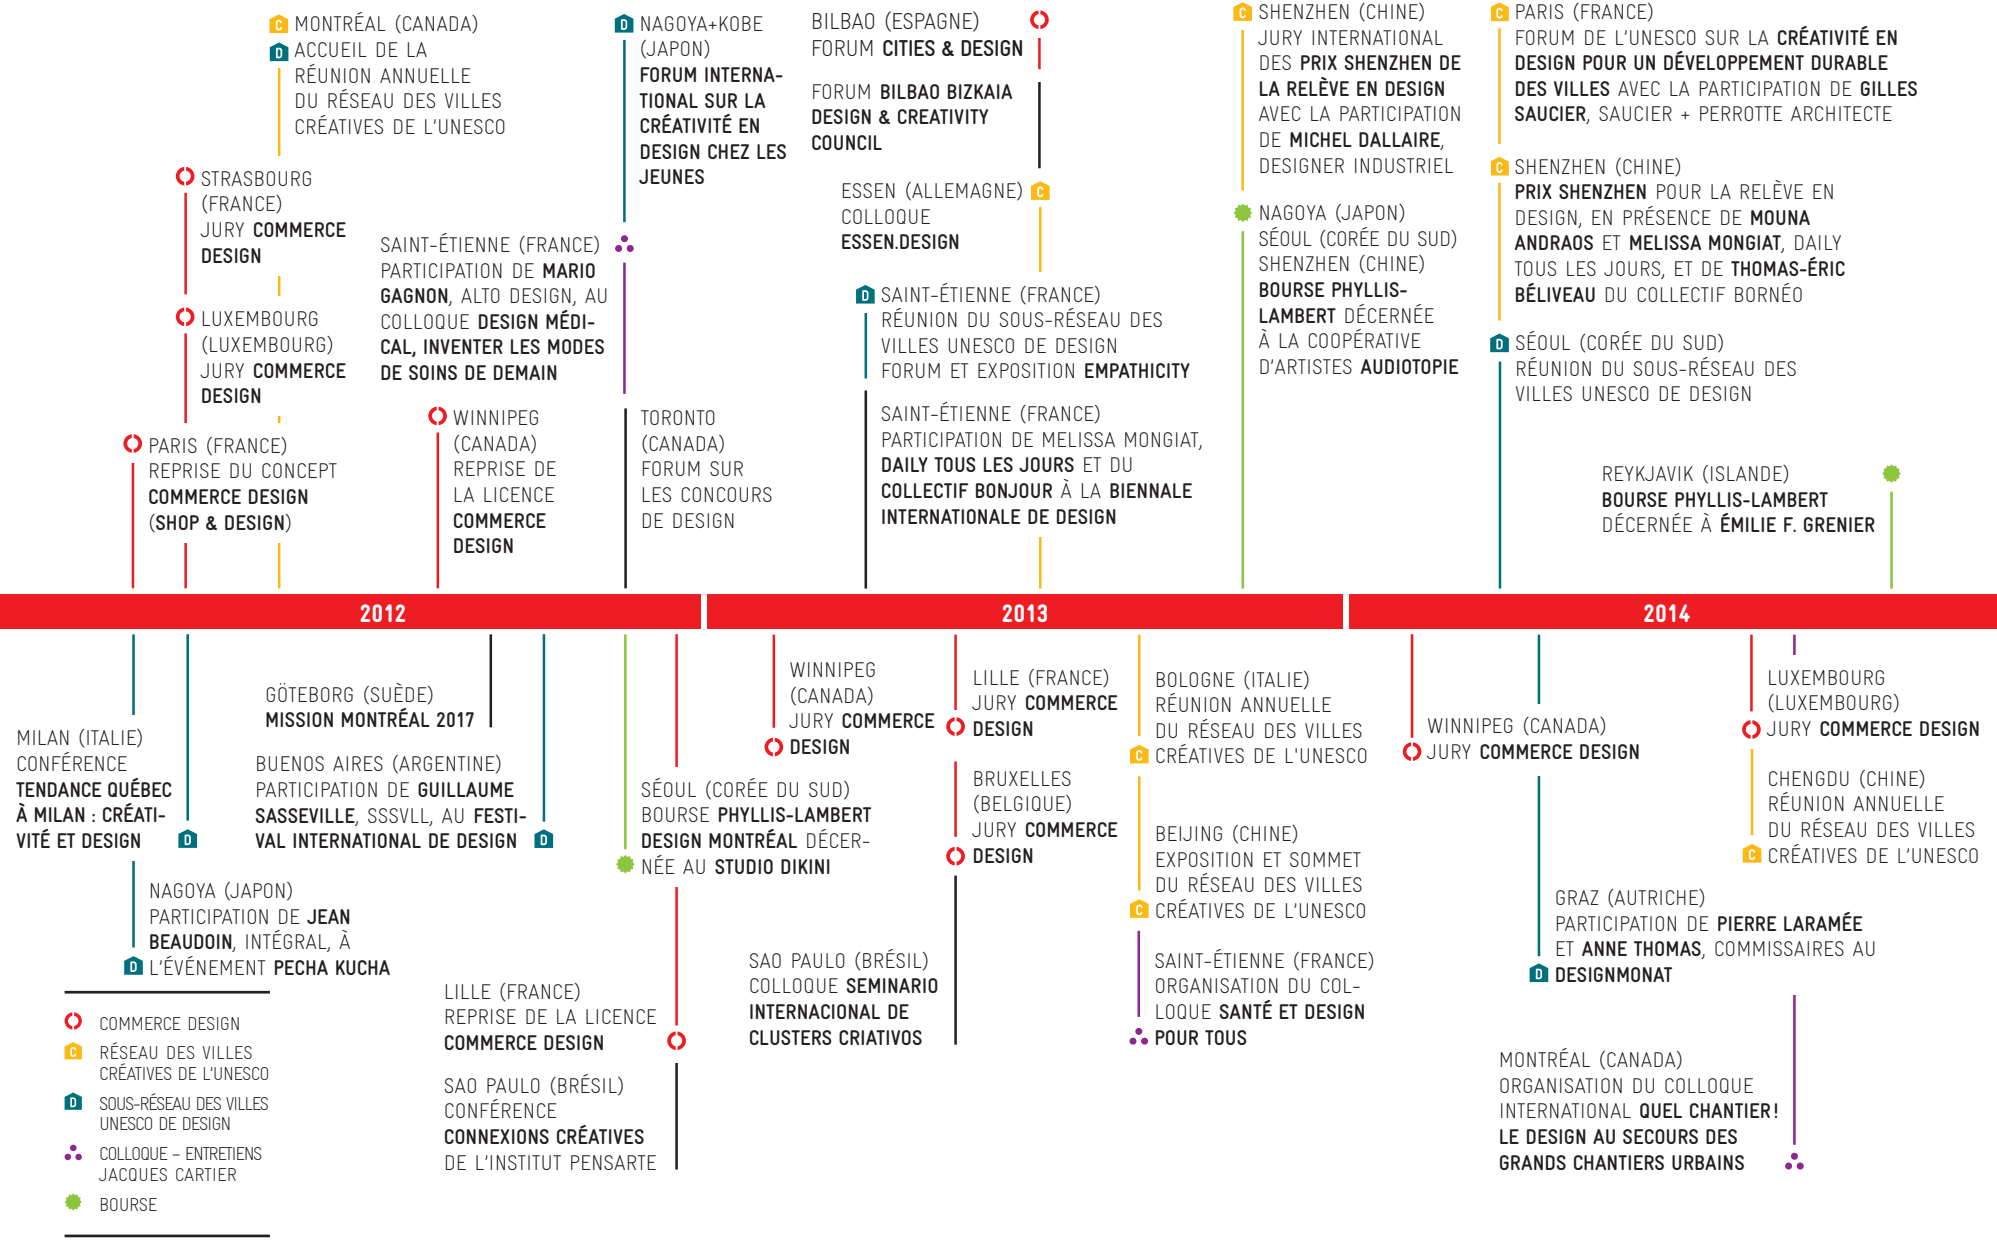 MONTRÉAL (CANADA)
ACCUEIL DE LA
RÉUNION ANNUELLE
DU RÉSEAU DES VILLES
CRÉATIVES DE L'UNESCO
STRASBOURG
(FRANCE)
JURY COMMERCE
DESIGN
LUXEMBOURG
(LUXEMBOURG)
JURY COMMERCE
DESIGN
PARIS (FRANCE)
REPRISE DU CONCEPT
COMMERCE DESIGN
(SHOP & DESIGN)
NAGOYA+KOBE
(JAPON)
FORUM INTERNA-
TIONAL SUR LA
CRÉATIVITÉ EN
DESIGN CHEZ LES
JEUNES
SAINT-ÉTIENNE (FRANCE)
PARTICIPATION DE MARIO
GAGNON, ALTO DESIGN, AU
COLLOQUE DESIGN MÉDI-
CAL, INVENTER LES MODES
DE SOINS DE DEMAIN
WINNIPEG
(CANADA)
REPRISE DE
LA LICENCE
COMMERCE
DESIGN
TORONTO
(CANADA)
FORUM SUR
LES CONCOURS
DE DESIGN
BILBAO (ESPAGNE)
FORUM CITIES & DESIGN
FORUM BILBAO BIZKAIA
DESIGN & CREATIVITY
COUNCIL
ESSEN (ALLEMAGNE)
COLLOQUE
ESSEN.DESIGN
SAINT-ÉTIENNE (FRANCE)
RÉUNION DU SOUS-RÉSEAU DES
VILLES UNESCO DE DESIGN
FORUM ET EXPOSITION EMPATHICITY
SAINT-ÉTIENNE (FRANCE)
PARTICIPATION DE MELISSA MONGIAT,
DAILY TOUS LES JOURS ET DU
COLLECTIF BONJOUR À LA BIENNALE
INTERNATIONALE DE DESIGN
SHENZHEN (CHINE)
JURY INTERNATIONAL
DES PRIX SHENZHEN DE
LA RELÈVE EN DESIGN
AVEC LA PARTICIPATION
DE MICHEL DALLAIRE,
DESIGNER INDUSTRIEL
NAGOYA (JAPON)
SÉOUL (CORÉE DU SUD)
SHENZHEN (CHINE)
BOURSE PHYLLIS-
LAMBERT DÉCERNÉE
À LA COOPÉRATIVE
D'ARTISTES AUDIOTOPIE
PARIS (FRANCE)
FORUM DE L'UNESCO SUR LA CRÉATIVITÉ EN
DESIGN POUR UN DÉVELOPPEMENT DURABLE
DES VILLES AVEC LA PARTICIPATION DE GILLES
SAUCIER, SAUCIER + PERROTTE ARCHITECTE
SHENZHEN (CHINE)
PRIX SHENZHEN POUR LA RELÈVE EN
DESIGN, EN PRÉSENCE DE MOUNA
ANDRAOS ET MELISSA MONGIAT, DAILY
TOUS LES JOURS, ET DE THOMAS-ÉRIC
BÉLIVEAU DU COLLECTIF BORNÉO
SÉOUL (CORÉE DU SUD)
RÉUNION DU SOUS-RÉSEAU DES
VILLES UNESCO DE DESIGN
REYKJAVIK (ISLANDE)
BOURSE PHYLLIS-LAMBERT
DÉCERNÉE À ÉMILIE F. GRENIER
2012
2013
2014
MILAN (ITALIE)
CONFÉRENCE
TENDANCE QUÉBEC
À MILAN : CRÉATI-
VITÉ ET DESIGN
NAGOYA (JAPON)
PARTICIPATION DE JEAN
BEAUDOIN, INTÉGRAL, À
L'ÉVÉNEMENT PECHA KUCHA
GÖTEBORG (SUÈDE)
MISSION MONTRÉAL 2017
BUENOS AIRES (ARGENTINE)
PARTICIPATION DE GUILLAUME
SASSEVILLE, SSSVLL, AU FESTI-
VAL INTERNATIONAL DE DESIGN
SÉOUL (CORÉE DU SUD)
BOURSE PHYLLIS-LAMBERT
DESIGN MONTRÉAL DÉCER-
NÉE AU STUDIO DIKINI
LILLE (FRANCE)
REPRISE DE LA LICENCE
COMMERCE DESIGN
SAO PAULO (BRÉSIL)
CONFÉRENCE
CONNEXIONS CRÉATIVES
DE L'INSTITUT PENSARTE
WINNIPEG
(CANADA)
JURY COMMERCE
DESIGN
LILLE (FRANCE)
JURY COMMERCE
DESIGN
BRUXELLES
(BELGIQUE)
JURY COMMERCE
DESIGN
SAO PAULO (BRÉSIL)
COLLOQUE SEMINARIO
INTERNACIONAL DE
CLUSTERS CRIATIVOS
BOLOGNE (ITALIE)
RÉUNION ANNUELLE
DU RÉSEAU DES VILLES
CRÉATIVES DE L'UNESCO
BEIJING (CHINE)
EXPOSITION ET SOMMET
DU RÉSEAU DES VILLES
CRÉATIVES DE L'UNESCO
SAINT-ÉTIENNE (FRANCE)
ORGANISATION DU COL-
LOQUE SANTÉ ET DESIGN
POUR TOUS
WINNIPEG (CANADA)
JURY COMMERCE DESIGN
LUXEMBOURG
(LUXEMBOURG)
JURY COMMERCE DESIGN
CHENGDU (CHINE)
RÉUNION ANNUELLE
DU RÉSEAU DES VILLES
CRÉATIVES DE L'UNESCO
GRAZ (AUTRICHE)
PARTICIPATION DE PIERRE LARAMÉE
ET ANNE THOMAS, COMMISSAIRES AU
DESIGNMONAT
MONTRÉAL (CANADA)
ORGANISATION DU COLLOQUE
INTERNATIONAL QUEL CHANTIER!
LE DESIGN AU SECOURS DES
GRANDS CHANTIERS URBAINS
COMMERCE DESIGN
C RÉSEAU DES VILLES
CRÉATIVES DE L'UNESCO
D SOUS-RÉSEAU DES VILLES
UNESCO DE DESIGN
COLLOQUE – ENTRETIENS
JACQUES CARTIER
BOURSE